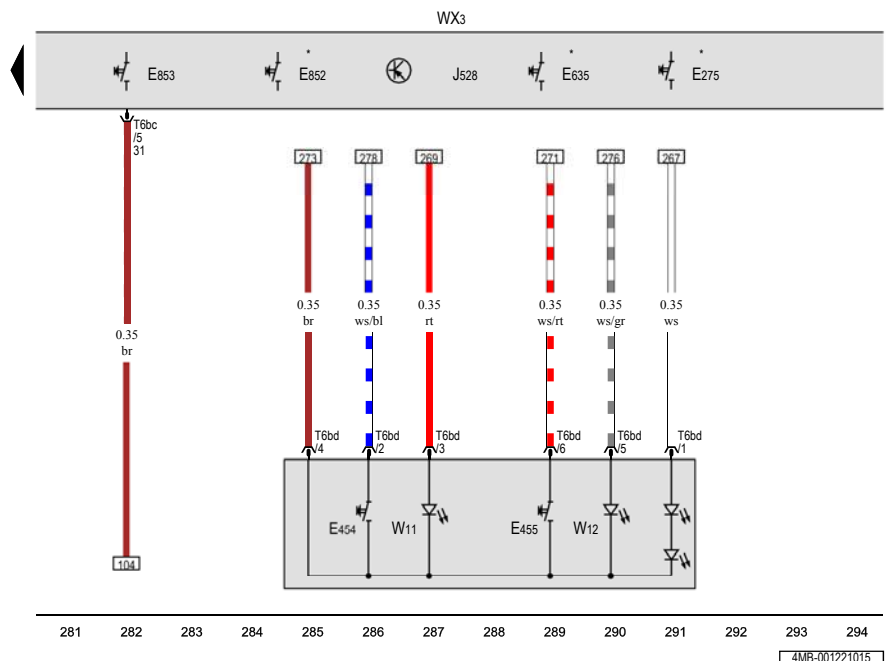 WX3
E853
* E852
J528
* E635
* E275
T6bc
/5
31
273 278 269 271 276 267
0.35 0.35 0.35 0.35 0.35 0.35
br ws/bl rt ws/rt ws/gr ws
0.35
br
T6bd T6bd T6bd T6bd T6bd T6bd
/4 /2 /3 /6 /5 /1
E454 W11 E455 W12
104
281 282 283 284 285 286 287 288 289 290 291 292 293 294
4MB-001221015